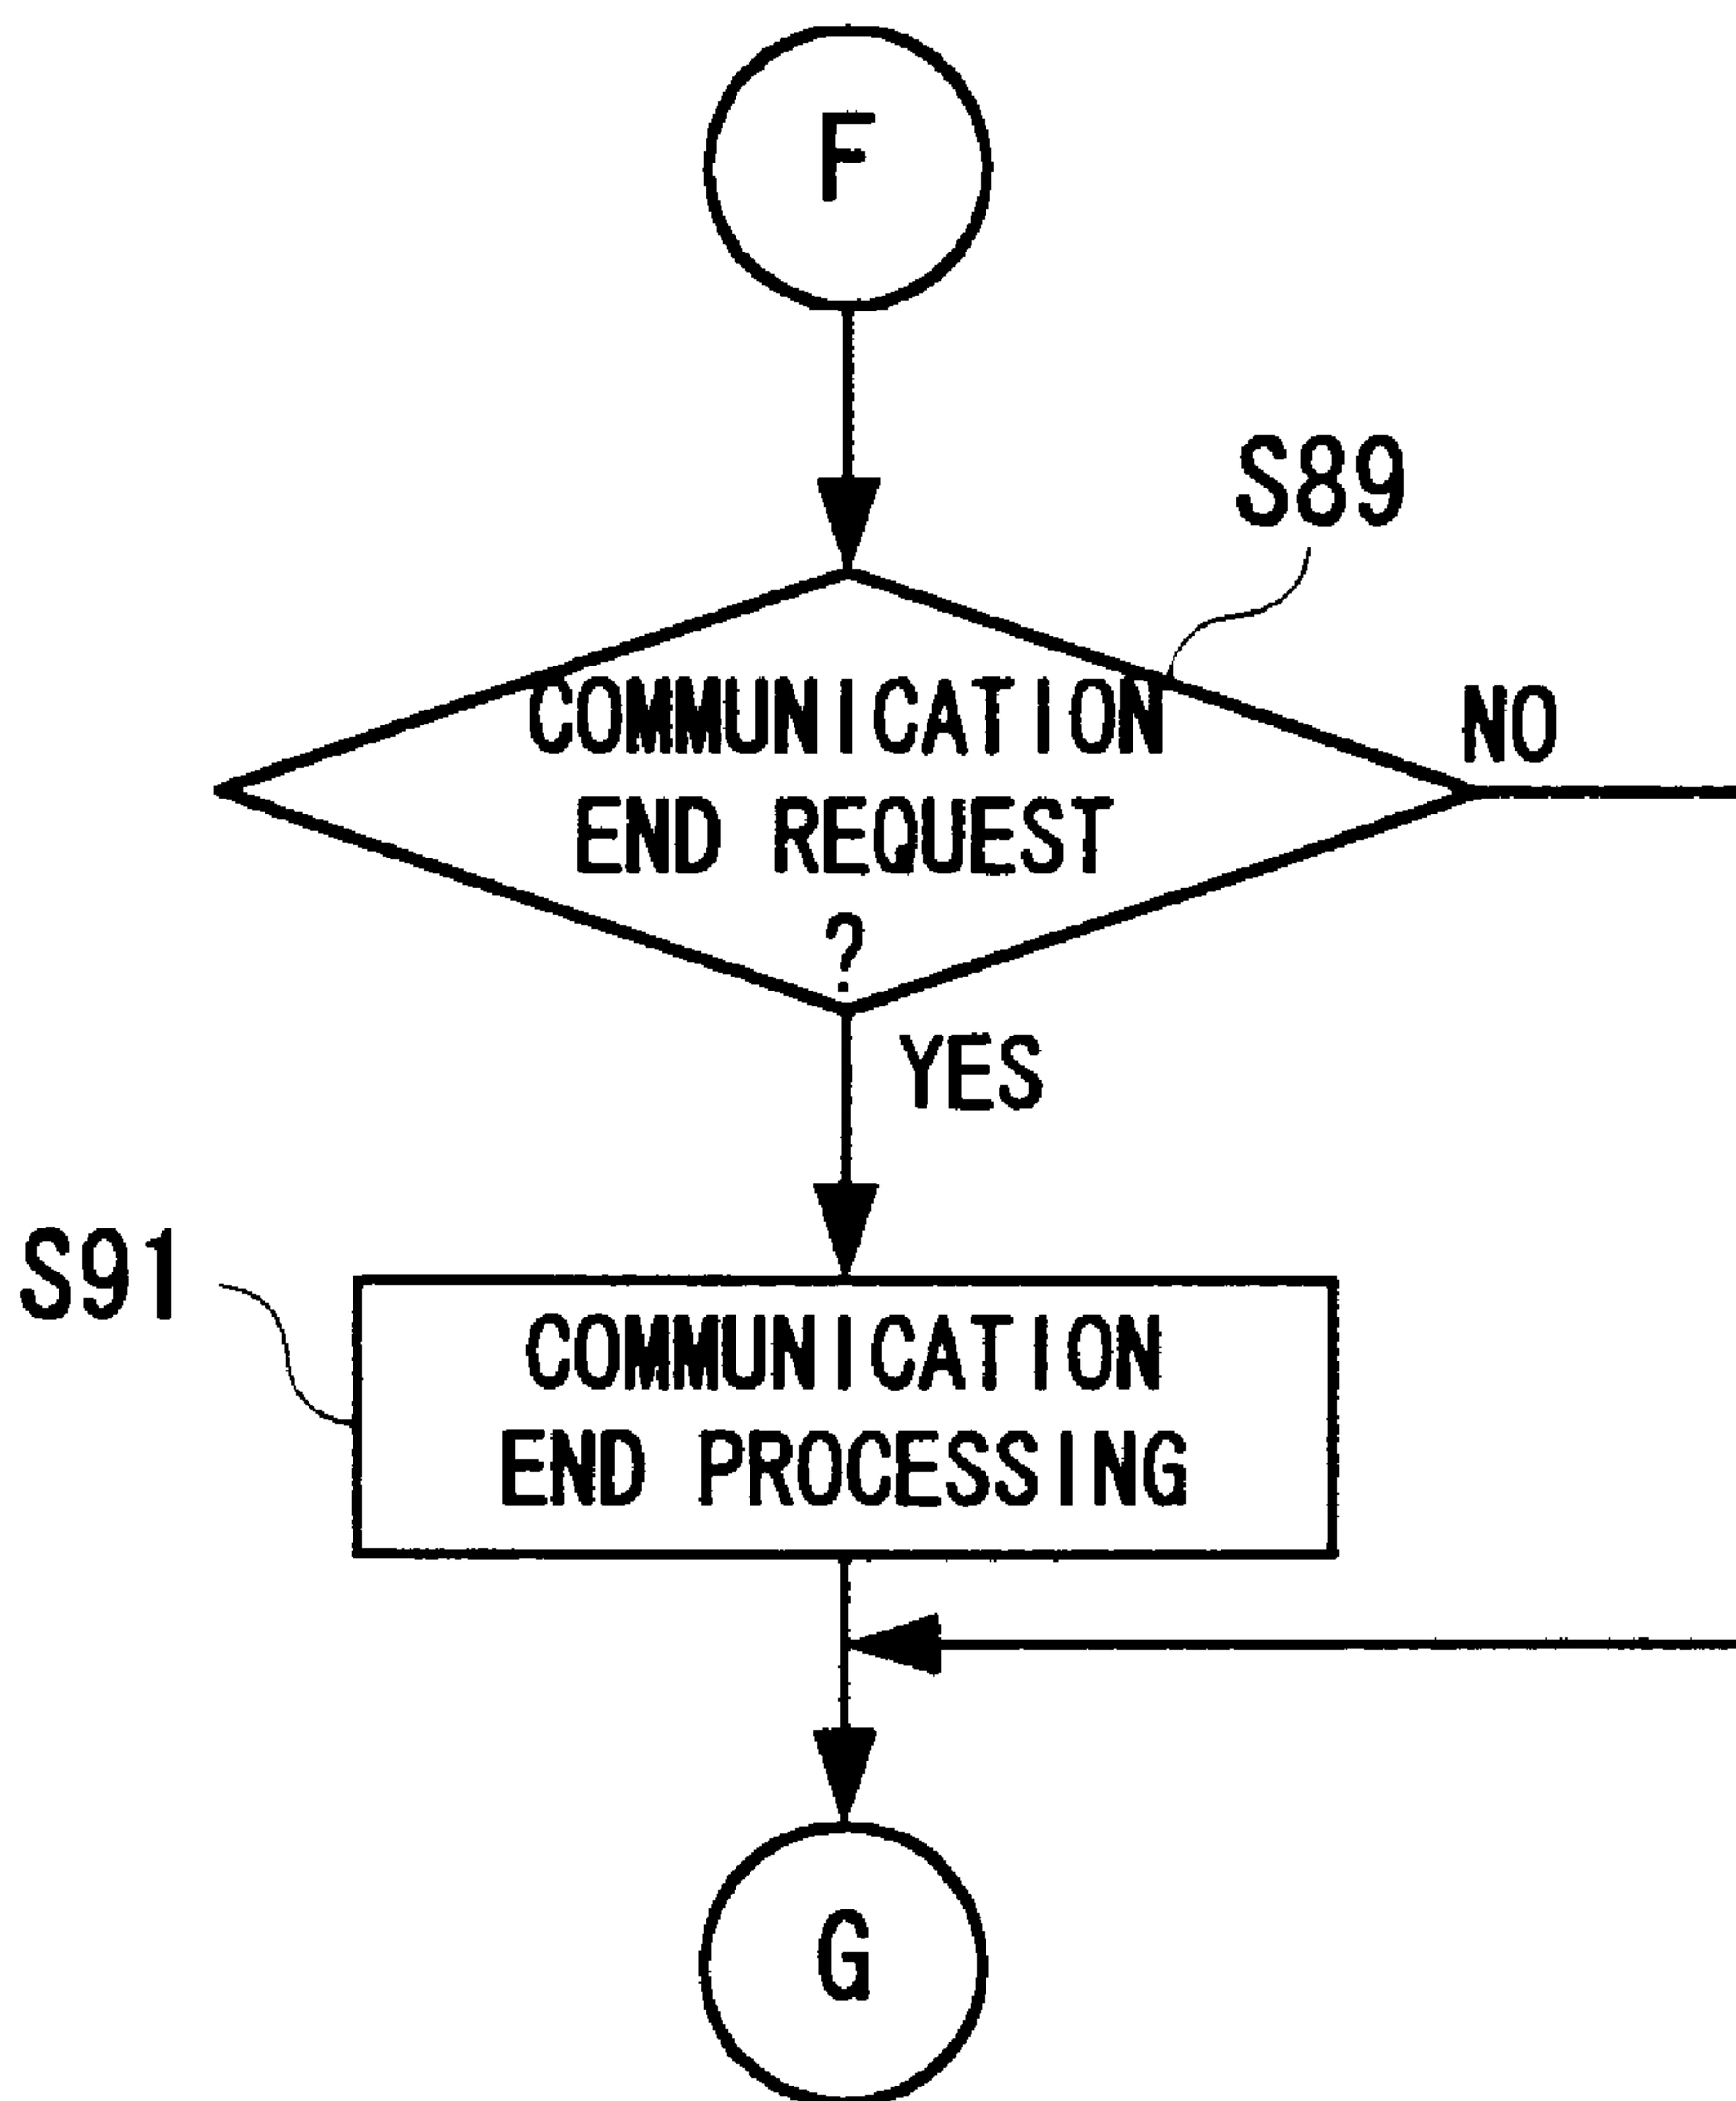 F
S89
COMMUNICATION
END REQUEST
?
NO
YES
S91
COMMUNICATION
END PROCESSING
G